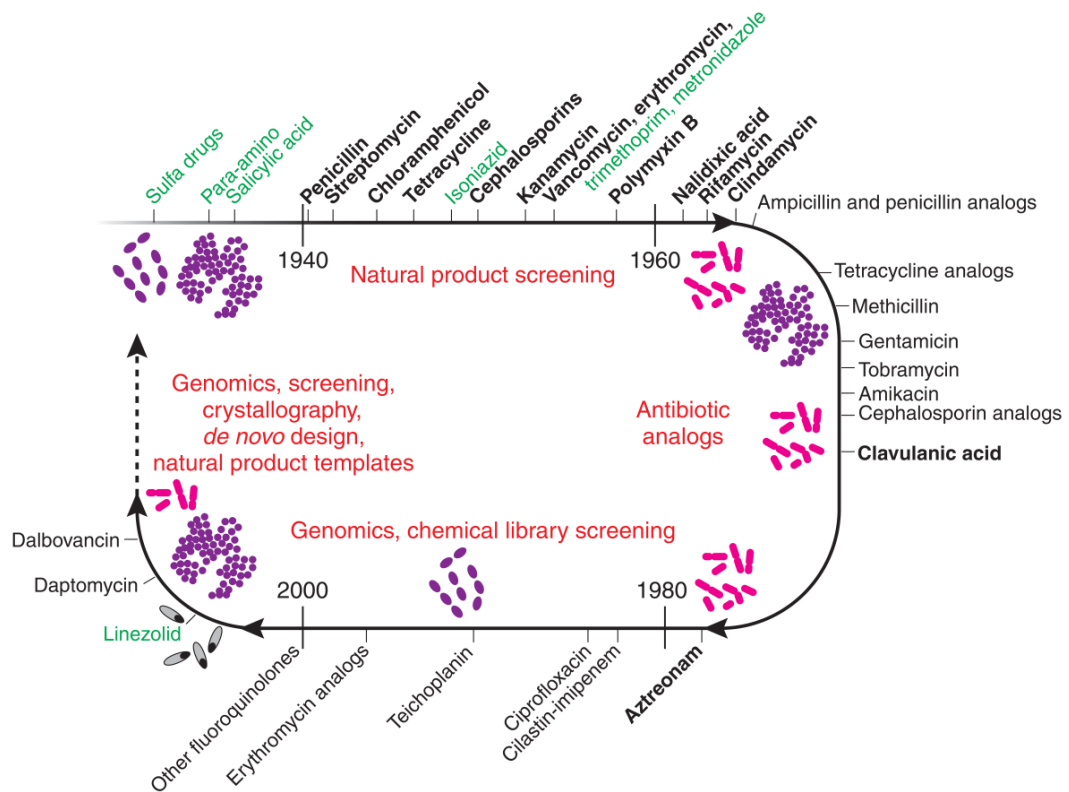 Sulfa drugs
Para-amino
Salicylic acid
Penicillin
Streptomycin
Chloramphenicol
Tetracycline
Isoniazid
Cephalosporins
Kanamycin
Vancomycin, erythromycin,
trimethoprim, metronidazole
Polymyxin B
Nalidixic acid
Rifamycin
Clindamycin
Ampicillin and penicillin analogs
1940
1960
Natural product screening
Tetracycline analogs
Methicillin
Gentamicin
Tobramycin
Amikacin
Cephalosporin analogs
Clavulanic acid
Antibiotic
analogs
Genomics, screening,
crystallography,
de novo design,
natural product templates
Genomics, chemical library screening
Dalbovancin
Daptomycin
Linezolid
2000
1980
Other fluoroquinolones
Erythromycin analogs
Teichoplanin
Ciprofloxacin
Cilastin-imipenem
Aztreonam